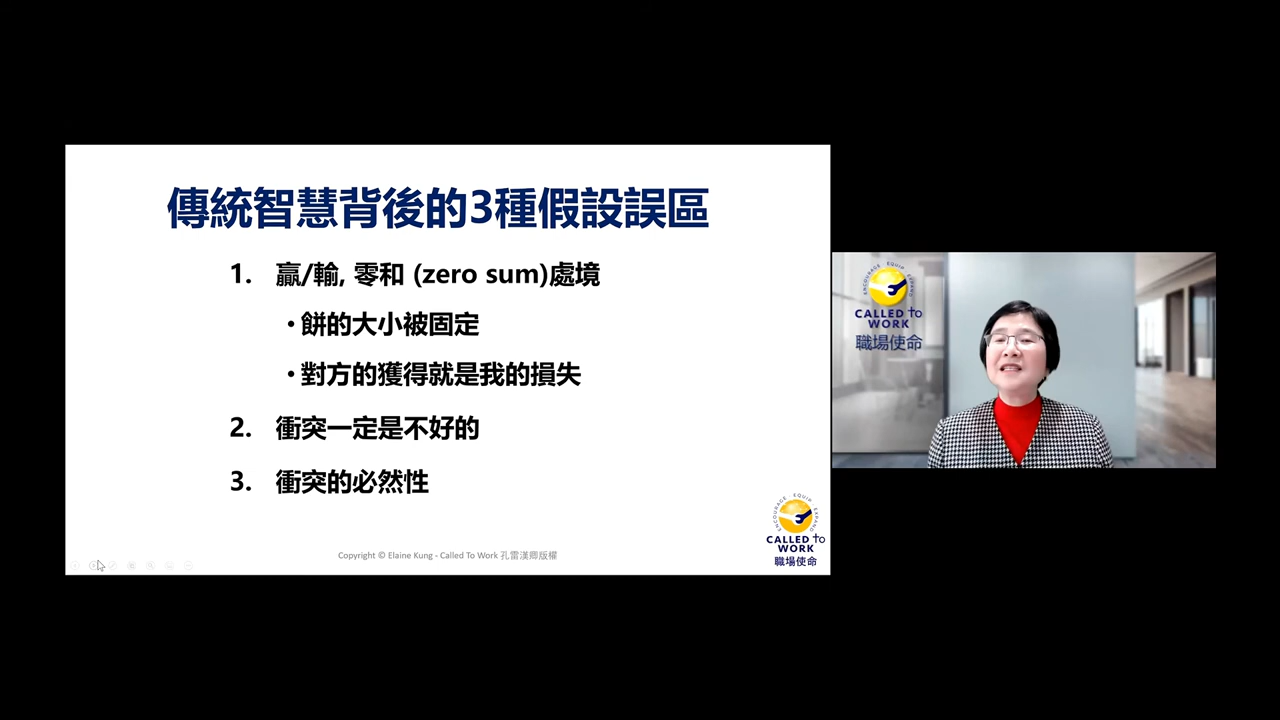 傳統智慧背後的3種假設誤區
1. 贏/輸, 零和 (zero sum)處境
•餅的大小被固定
•對方的獲得就是我的損失
2. 衝突一定是不好的
3. 衝突的必然性
Copyright © Elaine Kung - Called To Work 孔雷漢卿版權
ENCOURAGE EQUIP EXPAND
CALLED To
WORK
職場使命
ENCOURAGE EQUIP EXPAND
CALLED To
WORK
職場使命